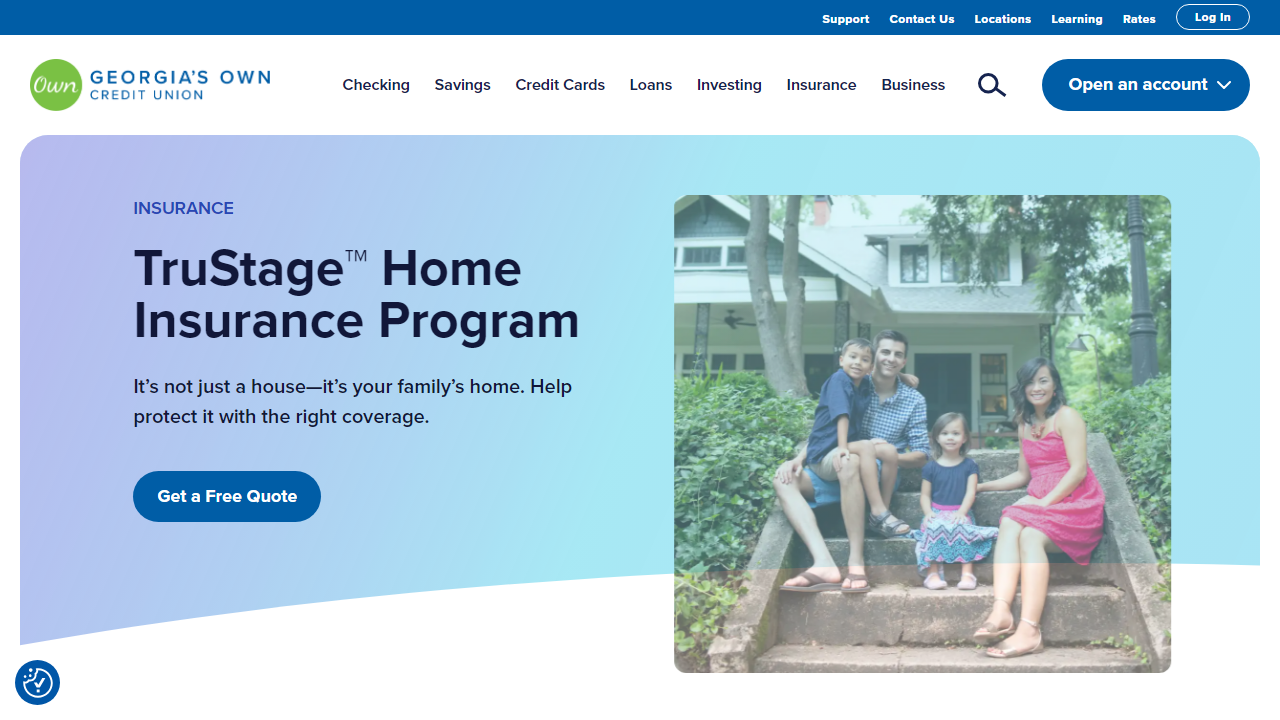 Support Contact Us Locations Learning Rates Log In
Own GEORGIA'S OWN
CREDIT UNION
Checking Savings Credit Cards Loans Investing Insurance Business Open an account
INSURANCE
TruStage™ Home
Insurance Program
It's not just a house—it's your family's home. Help
protect it with the right coverage.
Get a Free Quote